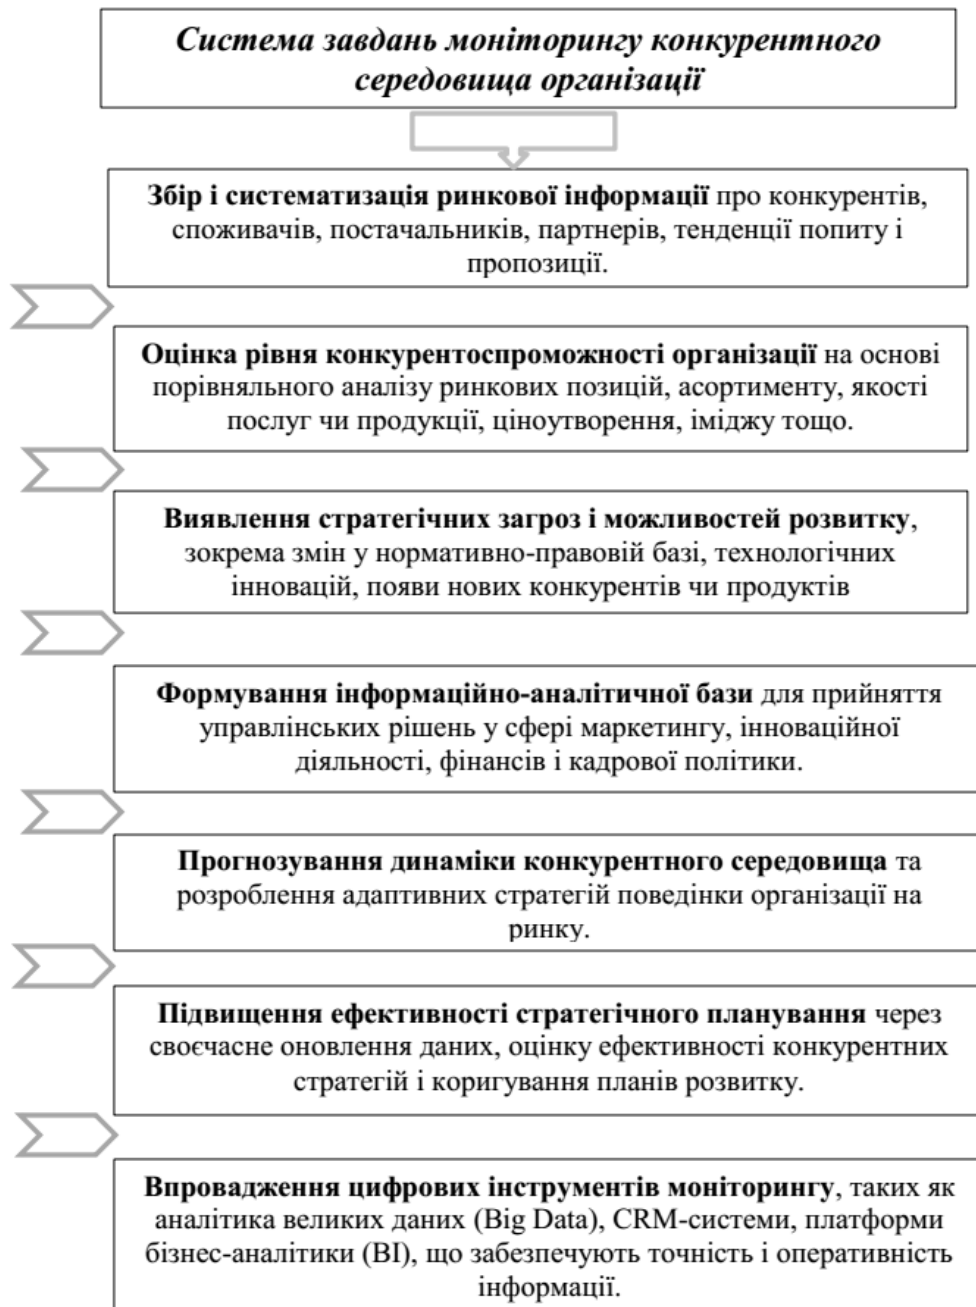 Система завдань моніторингу конкурентного
середовища організації
Збір і систематизація ринкової інформації про конкурентів,
споживачів, постачальників, партнерів, тенденції попиту і
пропозиції.
Оцінка рівня конкурентоспроможності організації на основі
порівняльного аналізу ринкових позицій, асортименту, якості
послуг чи продукції, ціноутворення, іміджу тощо.
Виявлення стратегічних загроз і можливостей розвитку,
зокрема змін у нормативно-правовій базі, технологічних
інновацій, появи нових конкурентів чи продуктів
Формування інформаційно-аналітичної бази для прийняття
управлінських рішень у сфері маркетингу, інноваційної
діяльності, фінансів і кадрової політики.
Прогнозування динаміки конкурентного середовища та
розроблення адаптивних стратегій поведінки організації на
ринку.
Підвищення ефективності стратегічного планування через
своєчасне оновлення даних, оцінку ефективності конкурентних
стратегій і коригування планів розвитку.
Впровадження цифрових інструментів моніторингу, таких як
аналітика великих даних (Big Data), CRM-системи, платформи
бізнес-аналітики (BI), що забезпечують точність і оперативність
інформації.